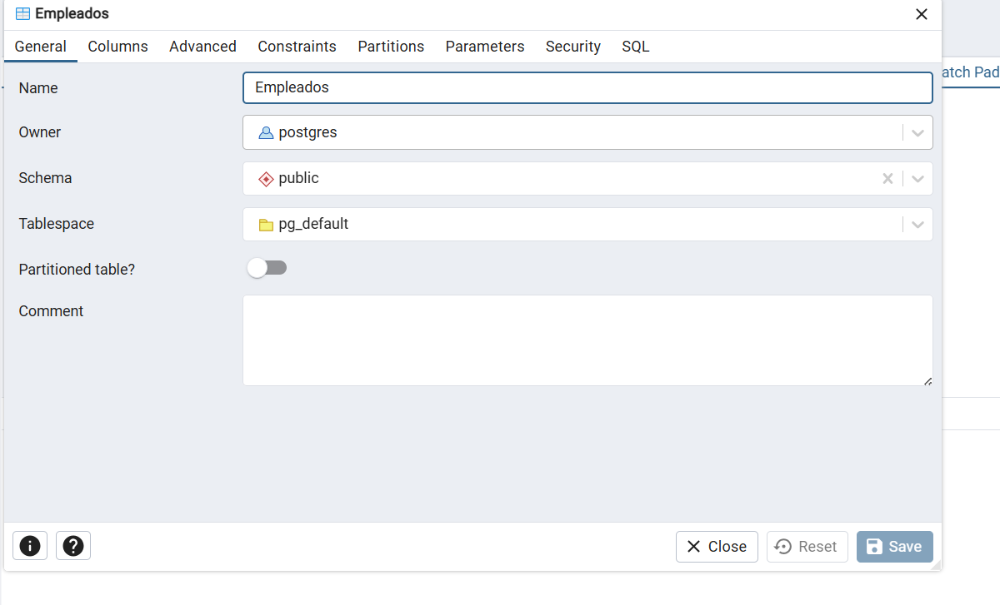 Empleados
General Columns Advanced Constraints Partitions Parameters Security SQL
atch Pad
Name Empleados
Owner postgres
Schema public
Tablespace pg_default
Partitioned table?
Comment
Close Reset Save